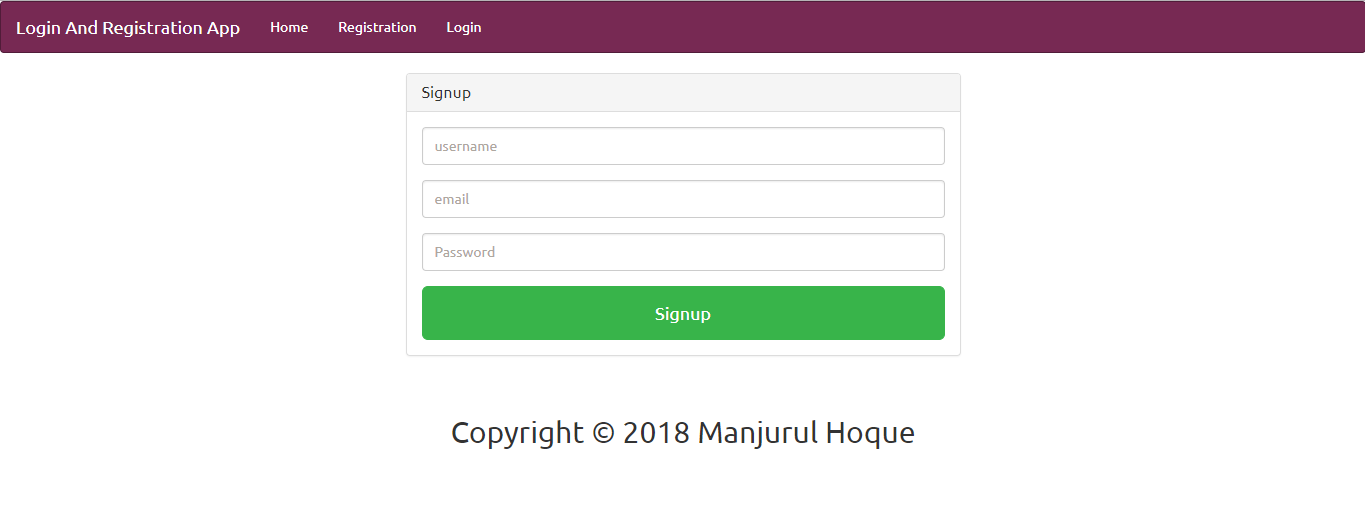 Login And Registration App Home Registration Login
Signup
username
email
Password
Signup
Copyright © 2018 Manjurul Hoque